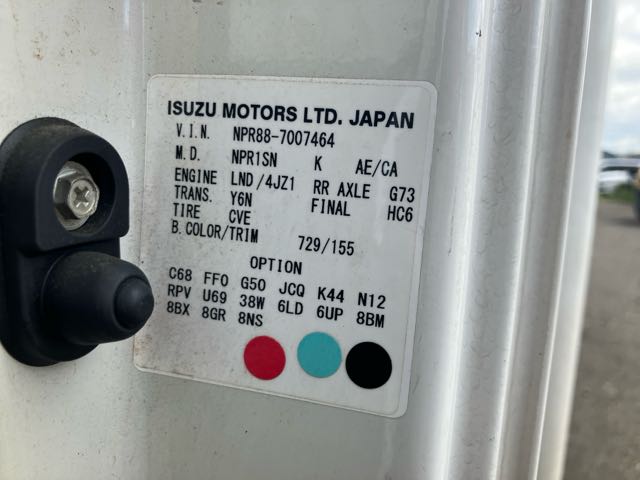 ISUZU MOTORS LTD. JAPAN
V.I.N. NPR88-7007464
M.D. NPR1SN K AE/CA
ENGINE LND/4JZ1 RR AXLE G73
TRANS. Y6N FINAL HC6
TIRE CVE
B.COLOR/TRIM 729/155
OPTION
C68 FF0 G50 JCQ K44 N12
RPV U69 38W 6LD 6UP 8BM
8BX 8GR 8NS